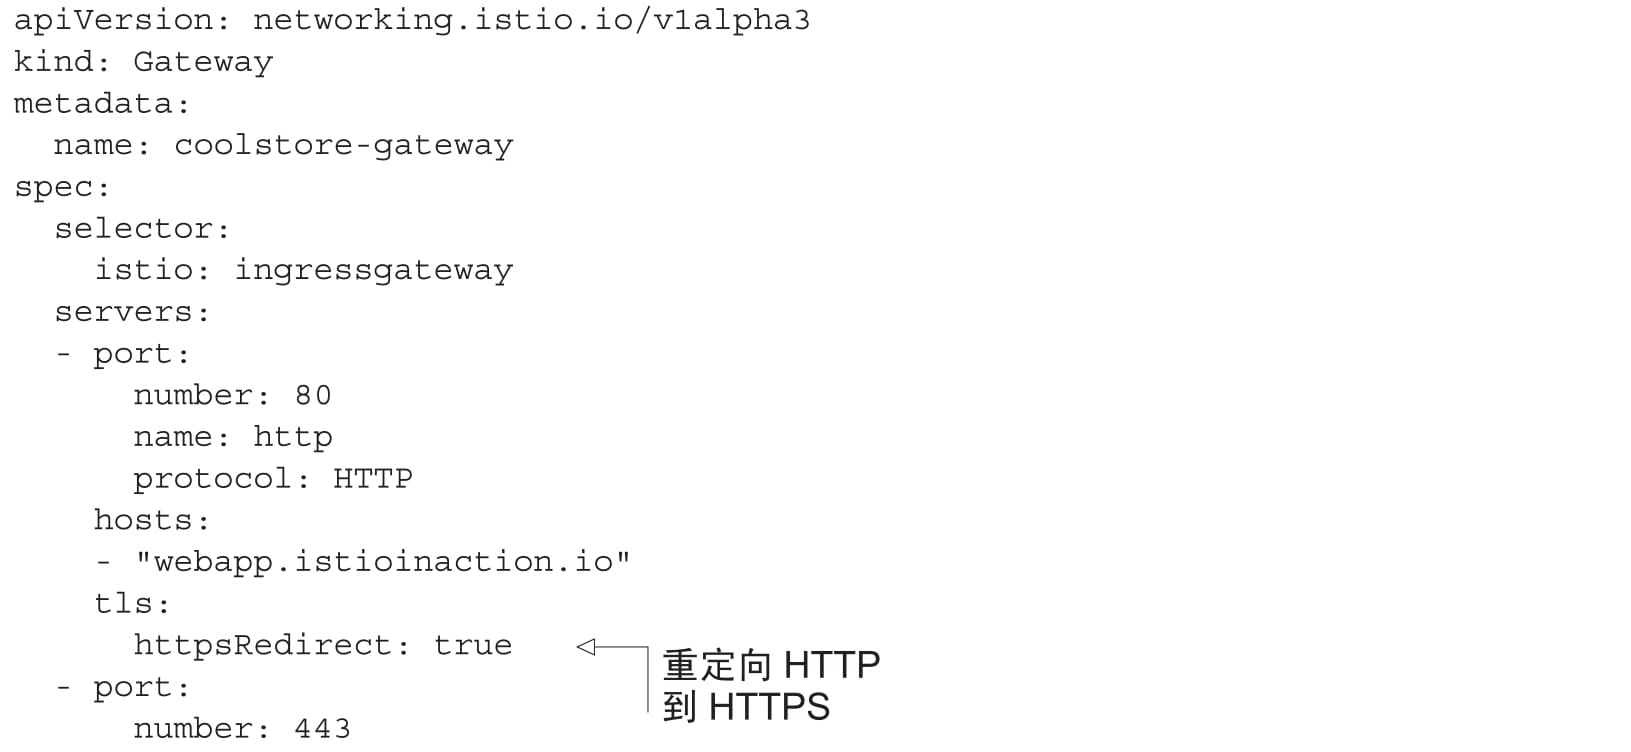 apiVersion: networking.istio.io/v1alpha3
kind: Gateway
metadata:
  name: coolstore-gateway
spec:
  selector:
    istio: ingressgateway
  servers:
  - port:
      number: 80
      name: http
      protocol: HTTP
    hosts:
    - "webapp.istioinaction.io"
    tls:
      httpsRedirect: true
重定向 HTTP
到 HTTPS
  - port:
      number: 443